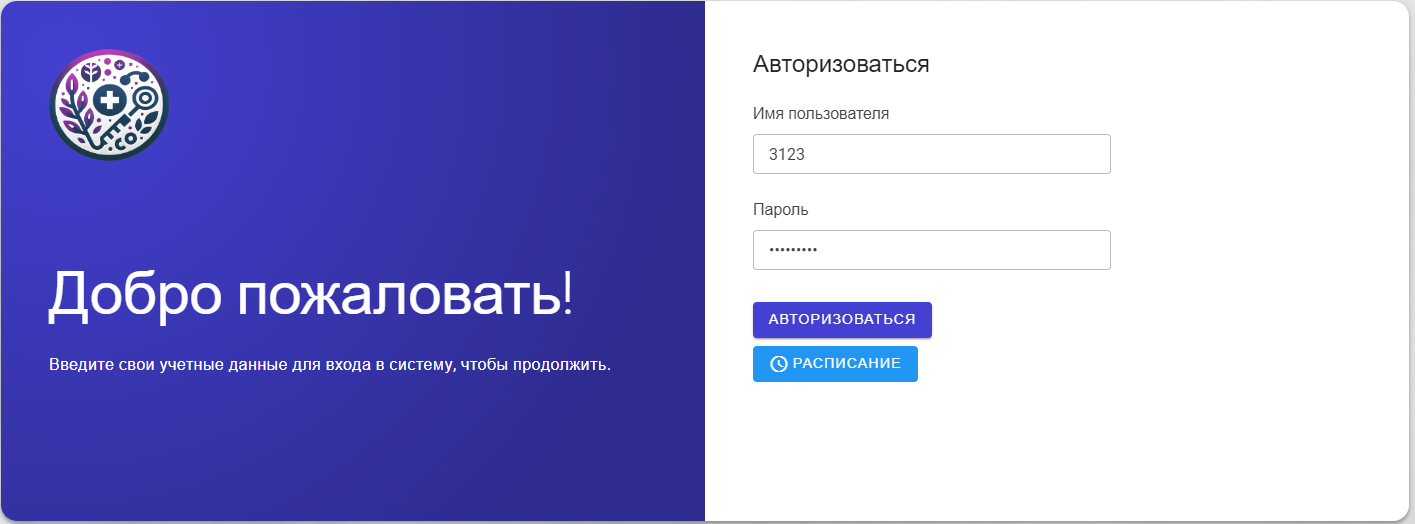 Добро пожаловать!
Введите свои учетные данные для входа в систему, чтобы продолжить.
Авторизоваться
Имя пользователя
3123
Пароль
•••••••••
АВТОРИЗОВАТЬСЯ
РАСПИСАНИЕ